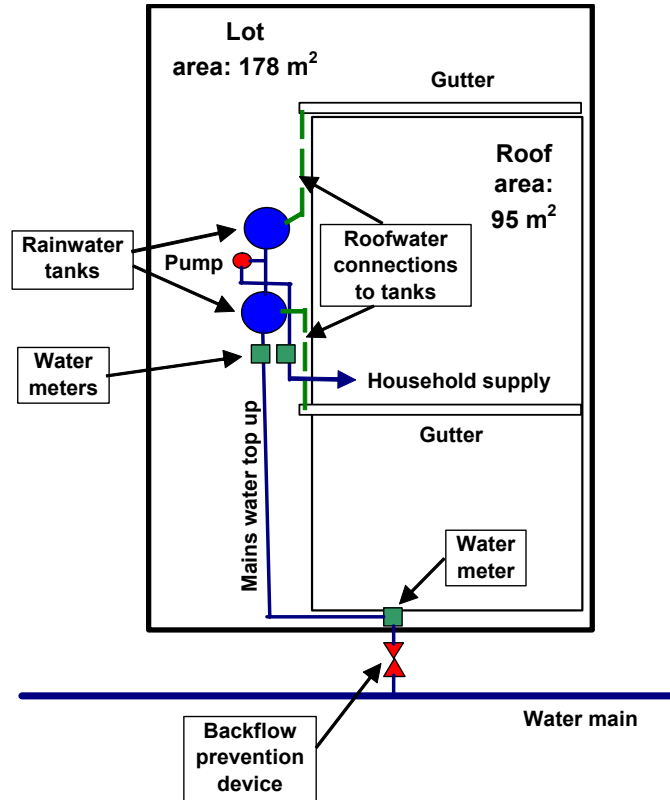 Lot
area: 178 m²
Gutter
Roof
area:
95 m²
Rainwater
tanks
Pump
Roofwater
connections
to tanks
Water
meters
Household supply
Gutter
Mains water top up
Water
meter
Water main
Backflow
prevention
device